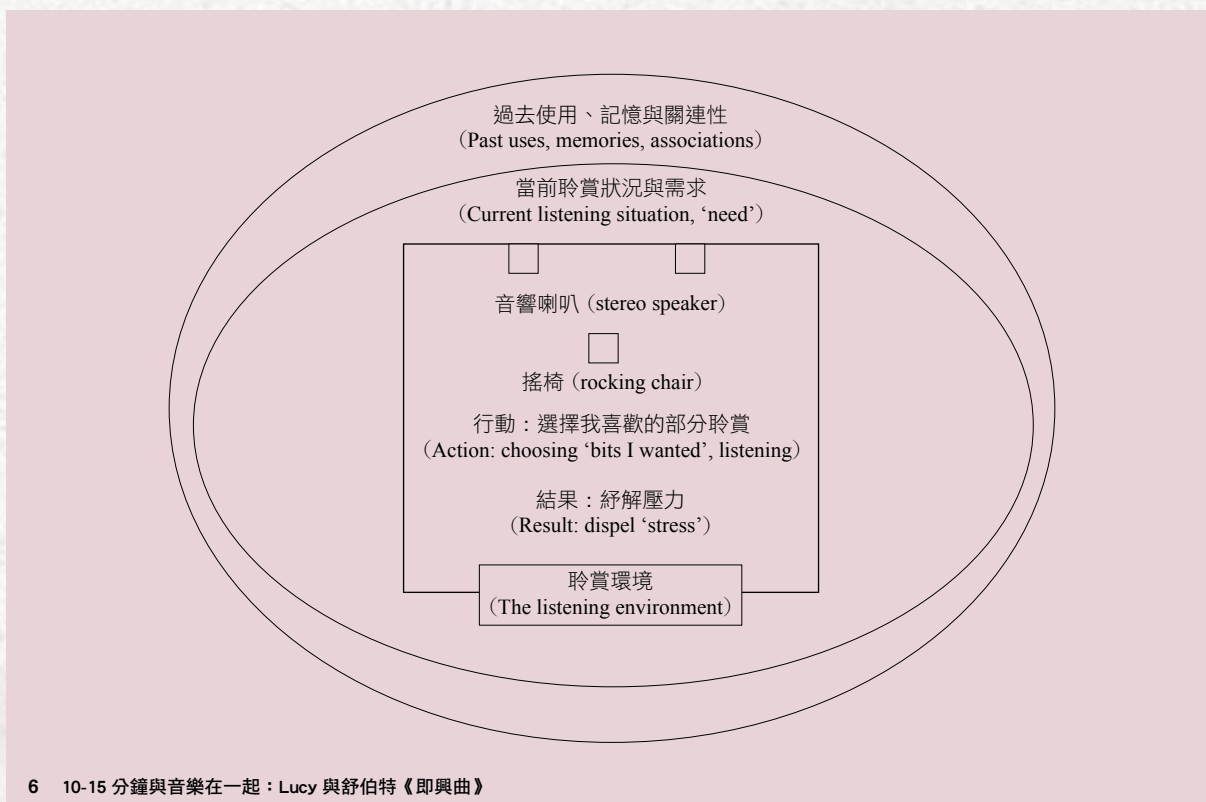 過去使用、記憶與關連性
（Past uses, memories, associations）
當前聆賞狀況與需求
（Current listening situation, ‘need’）
音響喇叭（stereo speaker）
搖椅（rocking chair）
行動：選擇我喜歡的部分聆賞
（Action: choosing ‘bits I wanted’, listening）
結果：紓解壓力
（Result: dispel ‘stress’）
聆賞環境
（The listening environment）
6 10-15 分鐘與音樂在一起：Lucy 與舒伯特《即興曲》